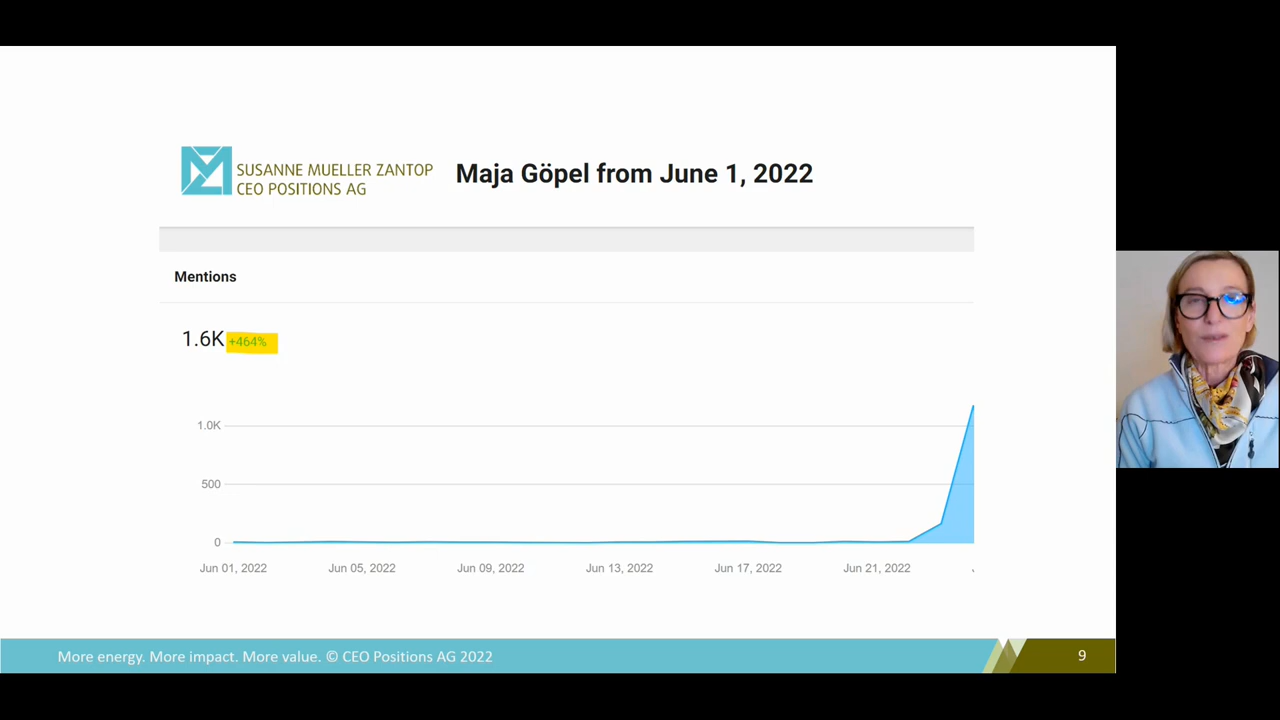 SUSANNE MUELLER ZANTOP
CEO POSITIONS AG
Maja Göpel from June 1, 2022
Mentions
1.6K +464%
1.0K
500
0
Jun 01, 2022 Jun 05, 2022 Jun 09, 2022 Jun 13, 2022 Jun 17, 2022 Jun 21, 2022
More energy. More impact. More value. © CEO Positions AG 2022 9